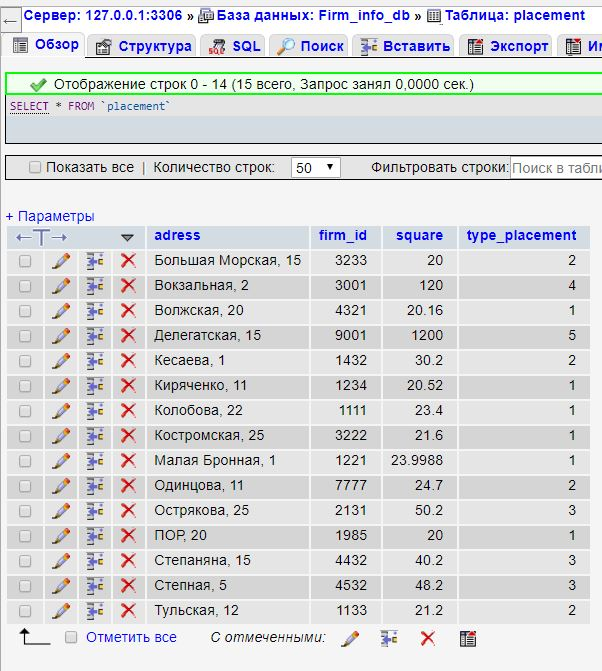 Сервер: 127.0.0.1:3306 » База данных: Firm_info_db » Таблица: placement
Обзор Структура SQL Поиск Вставить Экспорт
Отображение строк 0 - 14 (15 всего, Запрос занял 0,0000 сек.)
SELECT * FROM `placement`
Показать все | Количество строк: 50 Фильтровать строки: Поиск в табли
+ Параметры
←T→ adress firm_id square type_placement
Большая Морская, 15 3233 20 2
Вокзальная, 2 3001 120 4
Волжская, 20 4321 20.16 1
Делегатская, 15 9001 1200 5
Кесаева, 1 1432 30.2 2
Киряченко, 11 1234 20.52 1
Колобова, 22 1111 23.4 1
Костромская, 25 3222 21.6 1
Малая Бронная, 1 1221 23.9988 1
Одинцова, 11 7777 24.7 2
Острякова, 25 2131 50.2 3
ПОР, 20 1985 20 1
Степаняна, 15 4432 40.2 3
Степная, 5 4532 48.2 3
Тульская, 12 1133 21.2 2
Отметить все С отмеченными: